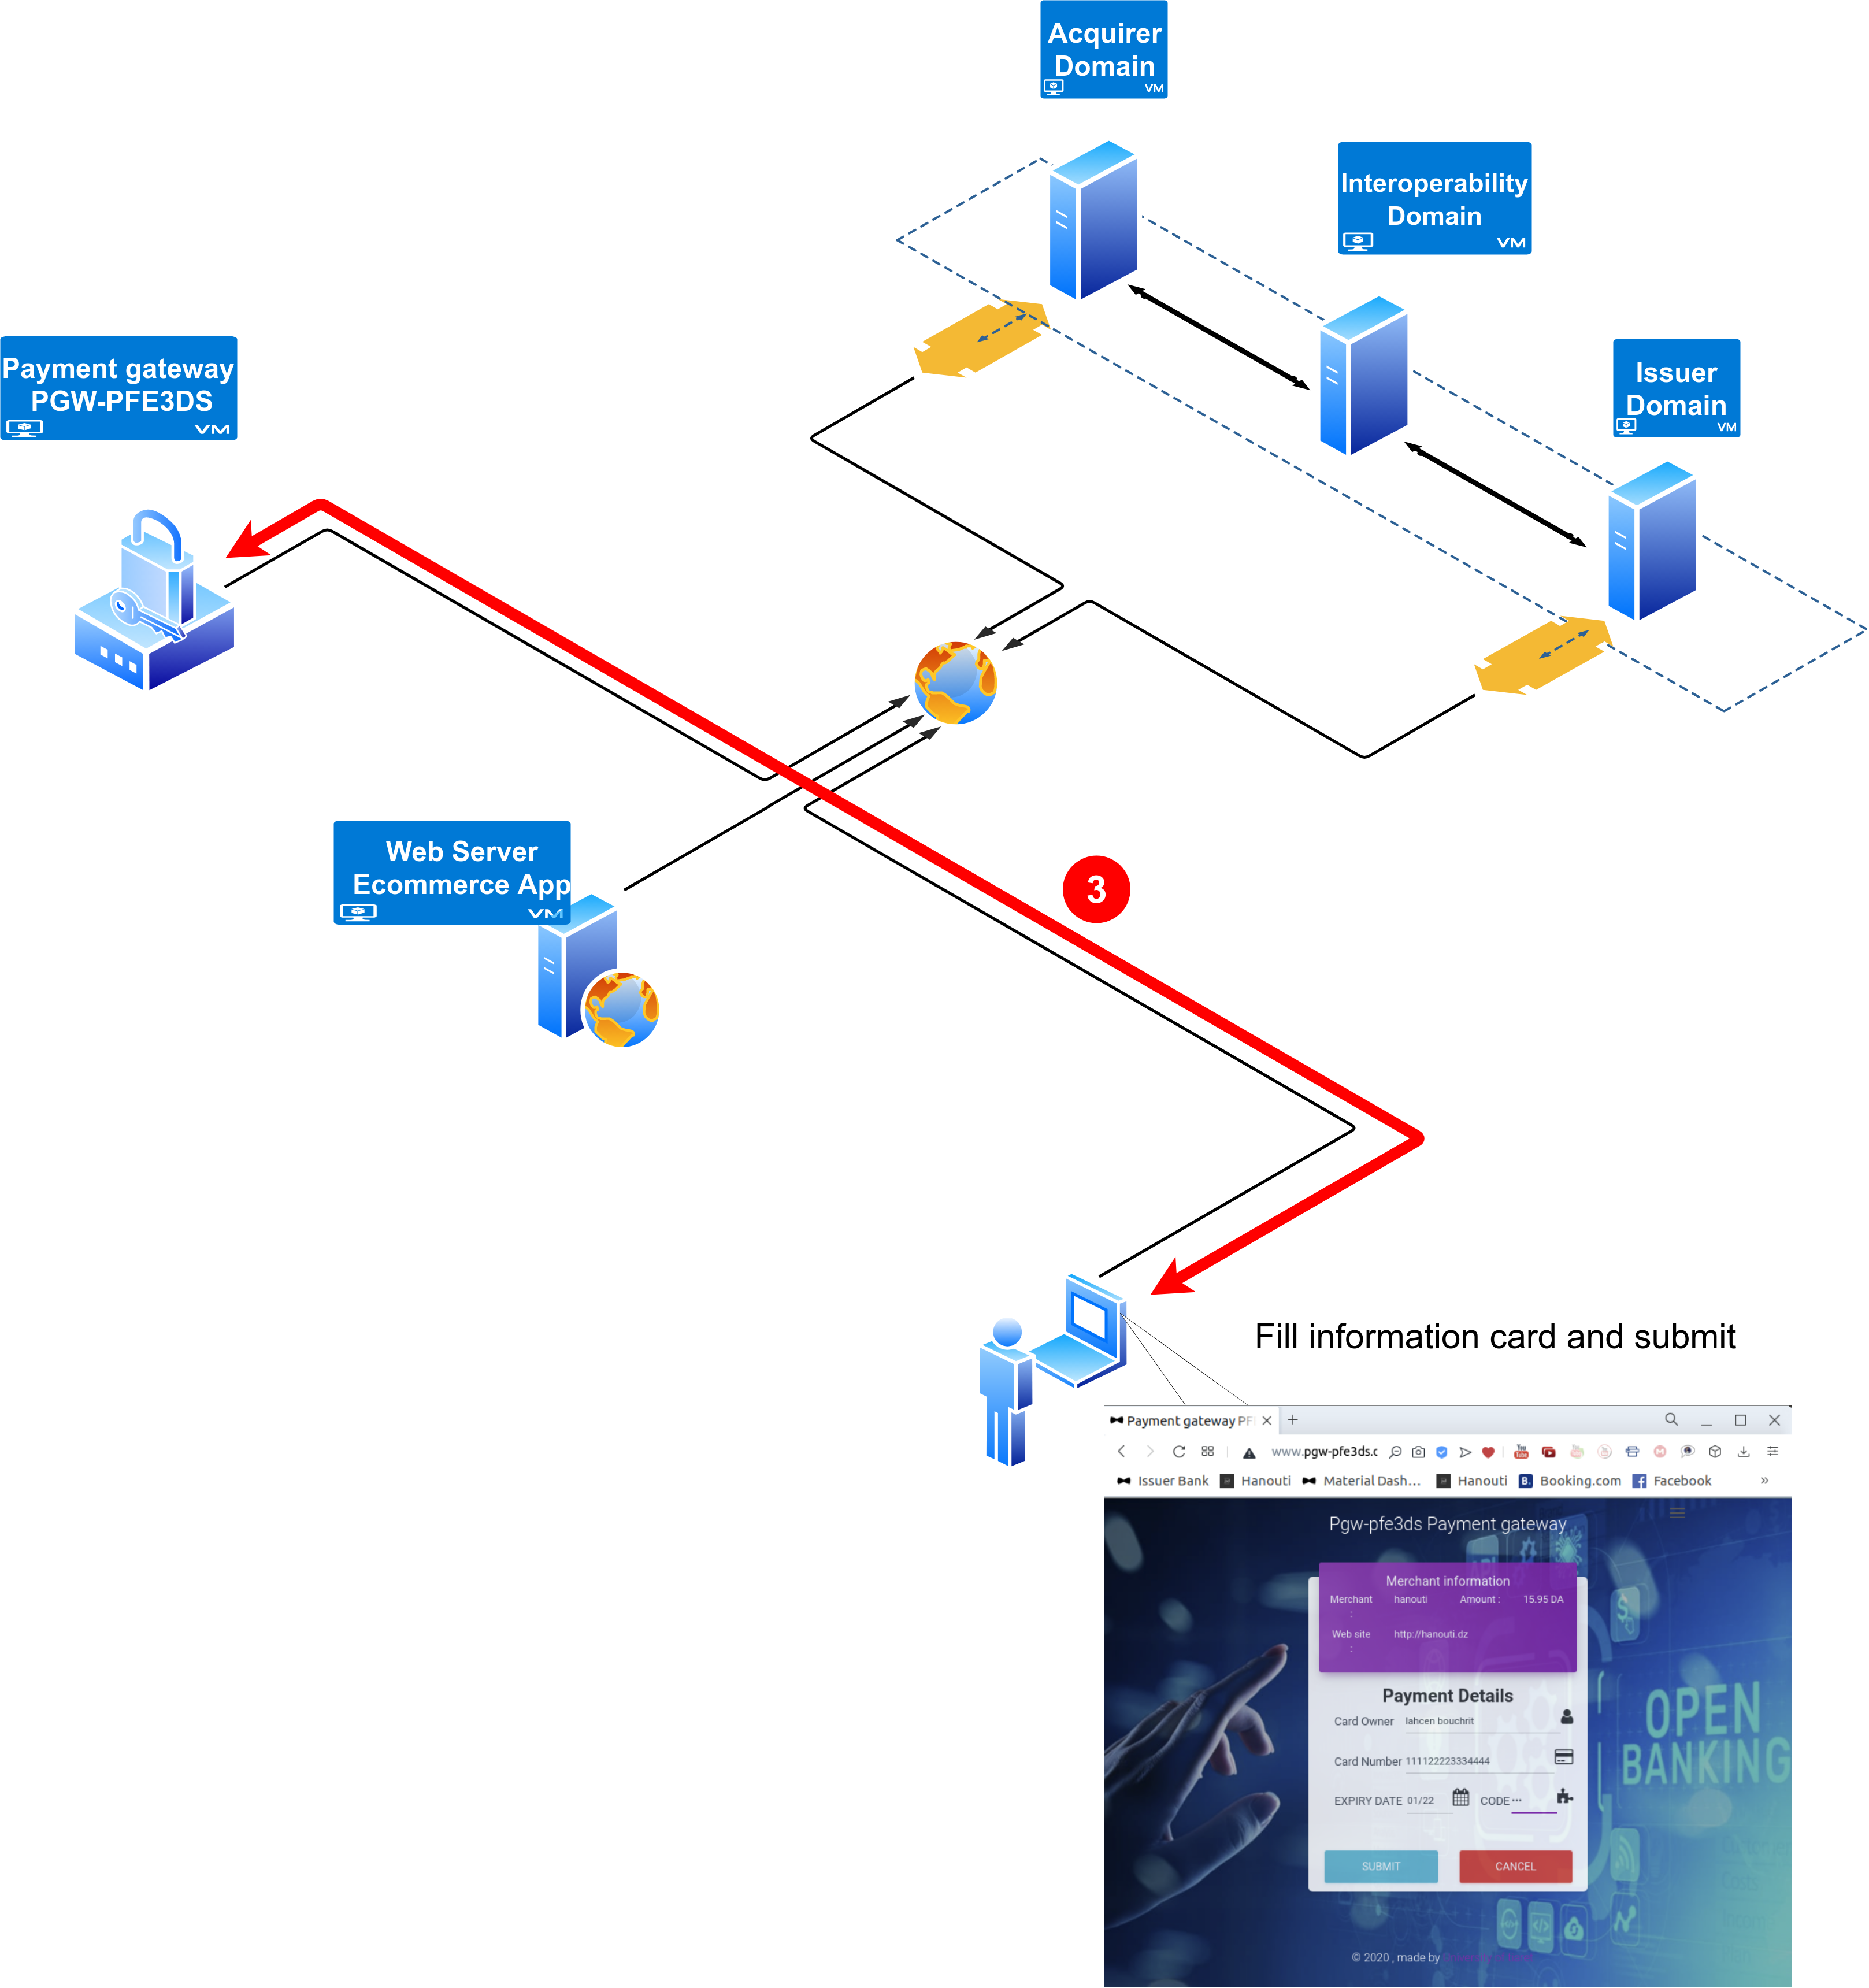 Acquirer
Domain
VM
Interoperability
Domain
VM
Payment gateway
PGW-PFE3DS
VM
Issuer
Domain
VM
Web Server
Ecommerce App
VM
3
Fill information card and submit
Payment gateway PF
www.pgw-pfe3ds.c
Issuer Bank Hanouti Material Dash... Hanouti B. Booking.com Facebook »
Pgw-pfe3ds Payment gateway
Merchant information
Merchant : hanouti Amount : 15.95 DA
Web site : http://hanouti.dz
Payment Details
Card Owner lahcen bouchrit
Card Number 111122223334444
EXPIRY DATE 01/22 CODE •••
SUBMIT CANCEL
OPEN
BANKING
© 2020 , made by